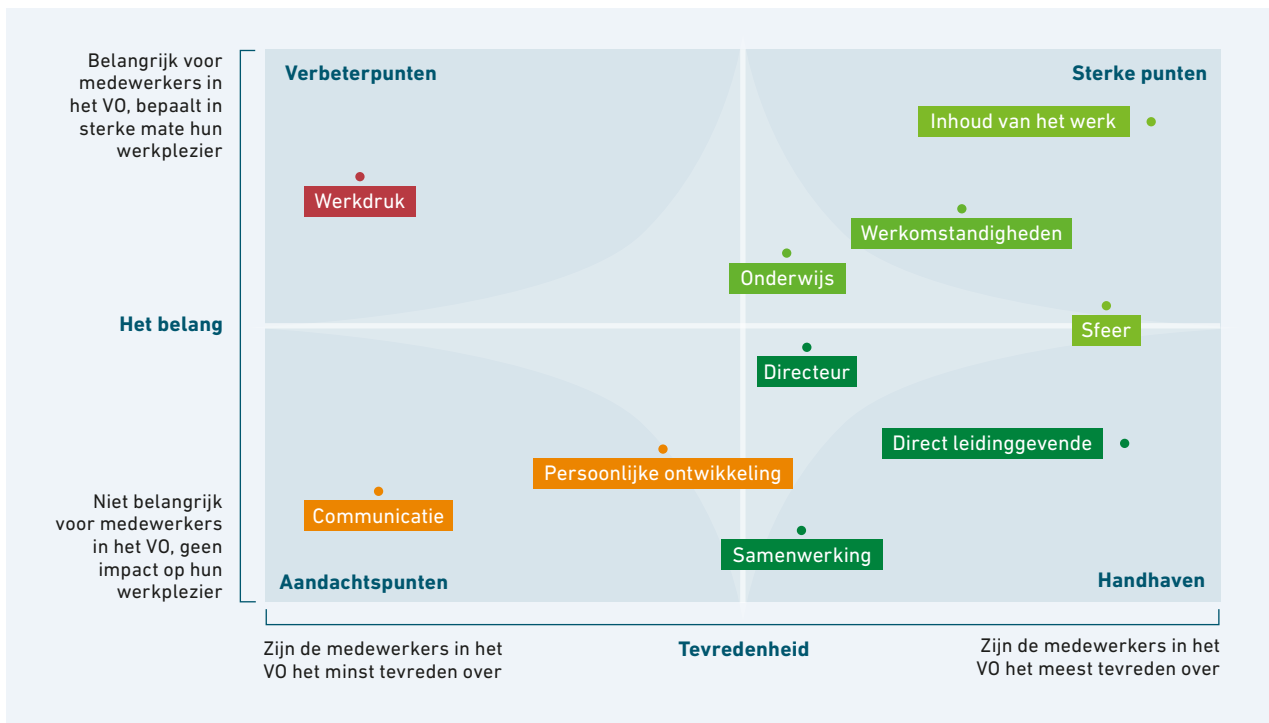 Belangrijk voor
medewerkers in
het VO, bepaalt in
sterke mate hun
werkplezier
Verbeterpunten
Sterke punten
Inhoud van het werk
Werkdruk
Werkomstandigheden
Onderwijs
Het belang
Sfeer
Directeur
Direct leidinggevende
Persoonlijke ontwikkeling
Communicatie
Samenwerking
Niet belangrijk
voor medewerkers
in het VO, geen
impact op hun
werkplezier
Aandachtspunten
Handhaven
Zijn de medewerkers in het
VO het minst tevreden over
Tevredenheid
Zijn de medewerkers in het
VO het meest tevreden over